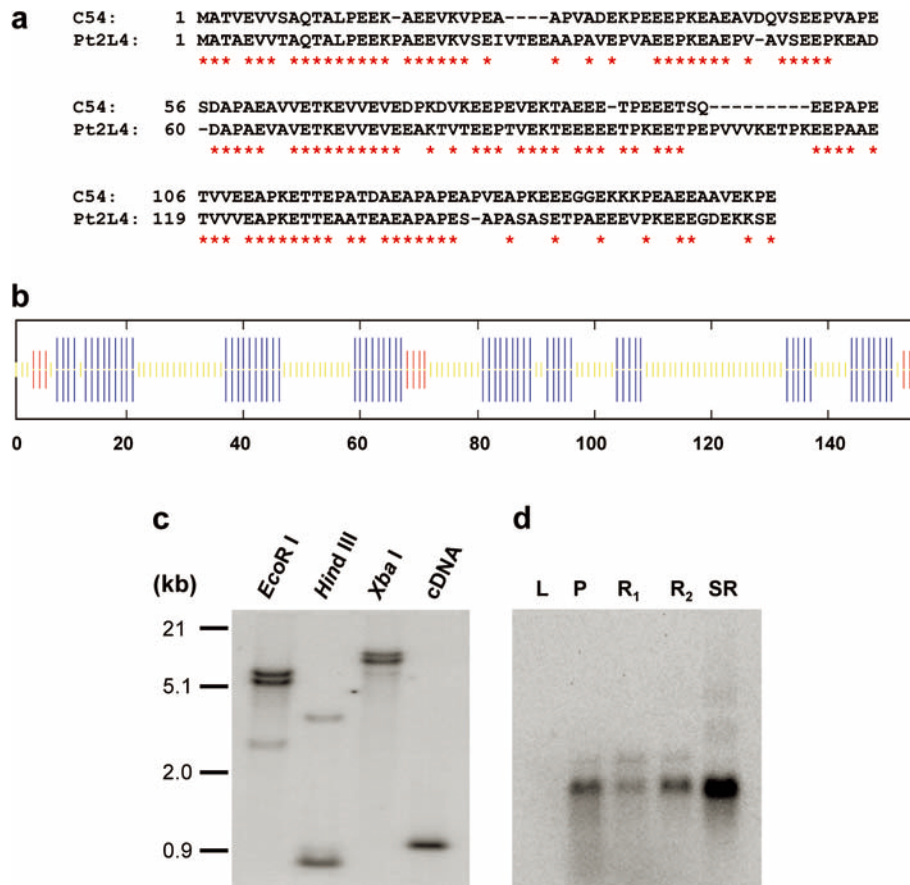 a
C54: 1 MATVEVVSAQTALPEEK-AEEVKVPEA----APVADEKPEEEPKEAEAVDQVSEEPVAPE
Pt2L4: 1 MATAEVVTAQTALPEEKPAEEVKVSEIVTEEAAPAVEPVAEEPKEAEPV-AVSEEPKEAD
*** *** ********* ******* * * * * ******* * *****
C54: 56 SDAPAEAVVETKEVVEVEDPKDVKEEPEVEKTAEEE-TPEEETSQ----------EEPAPE
Pt2L4: 60 -DAPAEVAVETKEVVEVEEAKTVTEEPTVEKTEEEEETPKEETPEPVVVKETPKEEPAAE
***** ********** * * *** **** *** ** *** **** *
C54: 106 TVVEEAPKETTEPATDAEAPAPEAPVEAPKEEEGGEKKKPEAEEAAVEKPE
Pt2L4: 119 TVVVEAPKETTEAATEAEAPAPES-APASASETPAEEEVPKEEEGDEKKSE
*** ******** ** ******* * * * * ** * *
b
0 20 40 60 80 100 120 140
c
d
(kb) EcoR I Hind III Xba I cDNA
L P R1 R2 SR
21
5.1
2.0
0.9